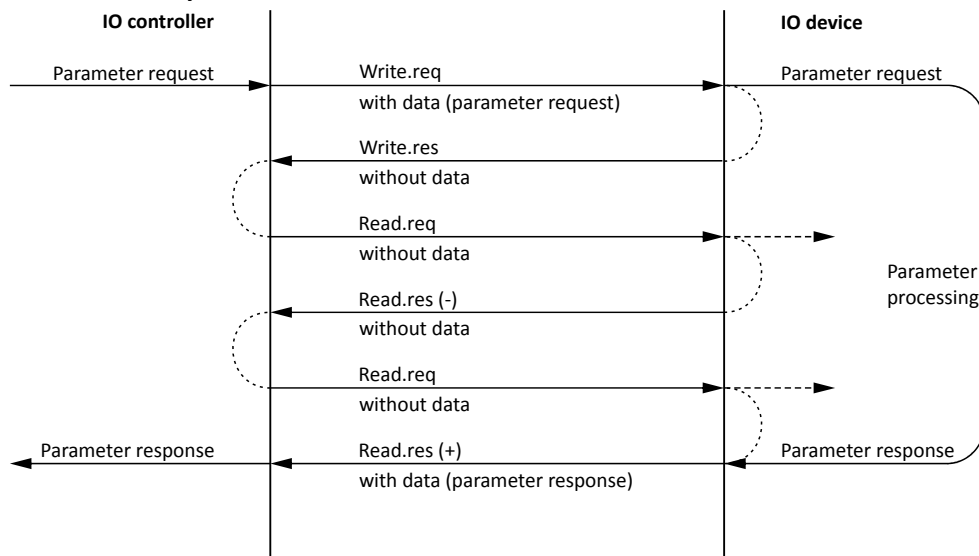 IO controller
IO device
Parameter request
Write.req
Parameter request
with data (parameter request)
Write.res
without data
Read.req
without data
Parameter
processing
Read.res (-)
without data
Read.req
without data
Parameter response
Read.res (+)
Parameter response
with data (parameter response)